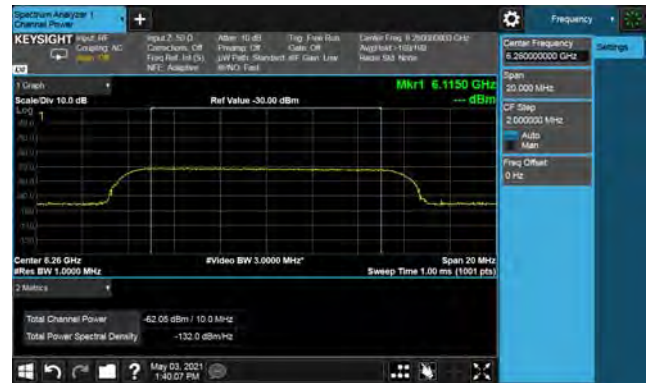 Spectrum Analyzer 1
Channel Power
Frequency
KEYSIGHT Input: RF
Coupling: AC
Input Z: 50 Ω
Corrections: Off
Freq Ref: Int (S)
NFE: Adaptive
Atten: 10 dB
Preamp: Off
µW Path: Standard
#PNO: Fast
Trig: Free Run
Gate: Off
#IF Gain: Low
Center Freq: 6.260000000 GHz
Avg|Hold:>100/100
Radio Std: None
Center Frequency
6.260000000 GHz
Settings
Span
20.000 MHz
CF Step
2.000000 MHz
Auto
Man
Freq Offset
0 Hz
1 Graph
Mkr1 6.1150 GHz
--- dBm
Scale/Div 10.0 dB
Ref Value -30.00 dBm
Log
1
Center 6.26 GHz
#Video BW 3.0000 MHz*
Span 20 MHz
#Res BW 1.0000 MHz
Sweep Time 1.00 ms (1001 pts)
2 Metrics
Total Channel Power
-62.05 dBm / 10.0 MHz
Total Power Spectral Density
-132.0 dBm/Hz
?
May 03, 2021
1:40:07 PM